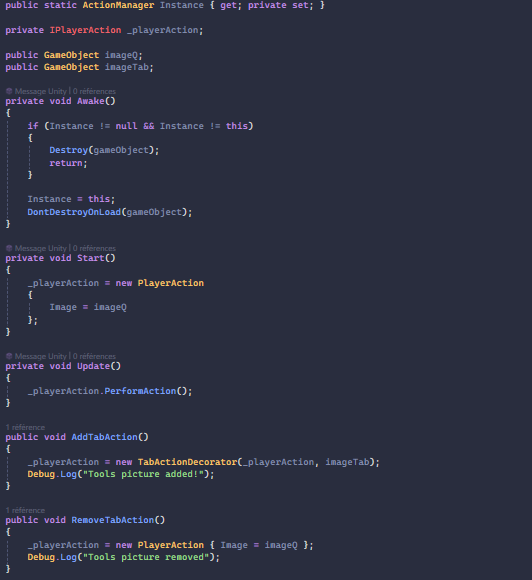 public static ActionManager Instance { get; private set; }
private IPlayerAction _playerAction;
public GameObject imageQ;
public GameObject imageTab;
Message Unity | 0 références
private void Awake()
{
if (Instance != null && Instance != this)
{
Destroy(gameObject);
return;
}
Instance = this;
DontDestroyOnLoad(gameObject);
}
Message Unity | 0 références
private void Start()
{
_playerAction = new PlayerAction
{
Image = imageQ
};
}
Message Unity | 0 références
private void Update()
{
_playerAction.PerformAction();
}
1 référence
public void AddTabAction()
{
_playerAction = new TabActionDecorator(_playerAction, imageTab);
Debug.Log("Tools picture added!");
}
1 référence
public void RemoveTabAction()
{
_playerAction = new PlayerAction { Image = imageQ };
Debug.Log("Tools picture removed");
}